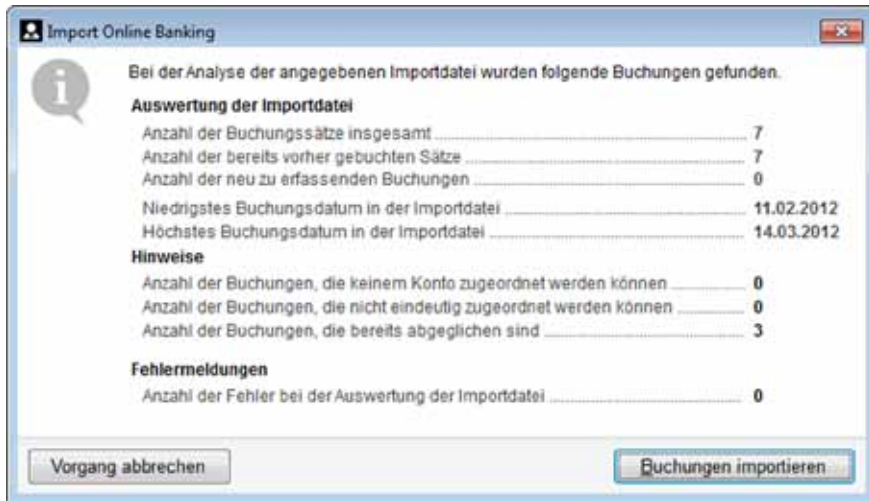 Import Online Banking
Bei der Analyse der angegebenen Importdatei wurden folgende Buchungen gefunden.
Auswertung der Importdatei
Anzahl der Buchungssätze insgesamt 7
Anzahl der bereits vorher gebuchten Sätze 7
Anzahl der neu zu erfassenden Buchungen 0
Niedrigstes Buchungsdatum in der Importdatei 11.02.2012
Höchstes Buchungsdatum in der Importdatei 14.03.2012
Hinweise
Anzahl der Buchungen, die keinem Konto zugeordnet werden können 0
Anzahl der Buchungen, die nicht eindeutig zugeordnet werden können 0
Anzahl der Buchungen, die bereits abgeglichen sind 3
Fehlermeldungen
Anzahl der Fehler bei der Auswertung der Importdatei 0
Vorgang abbrechen
Buchungen importieren